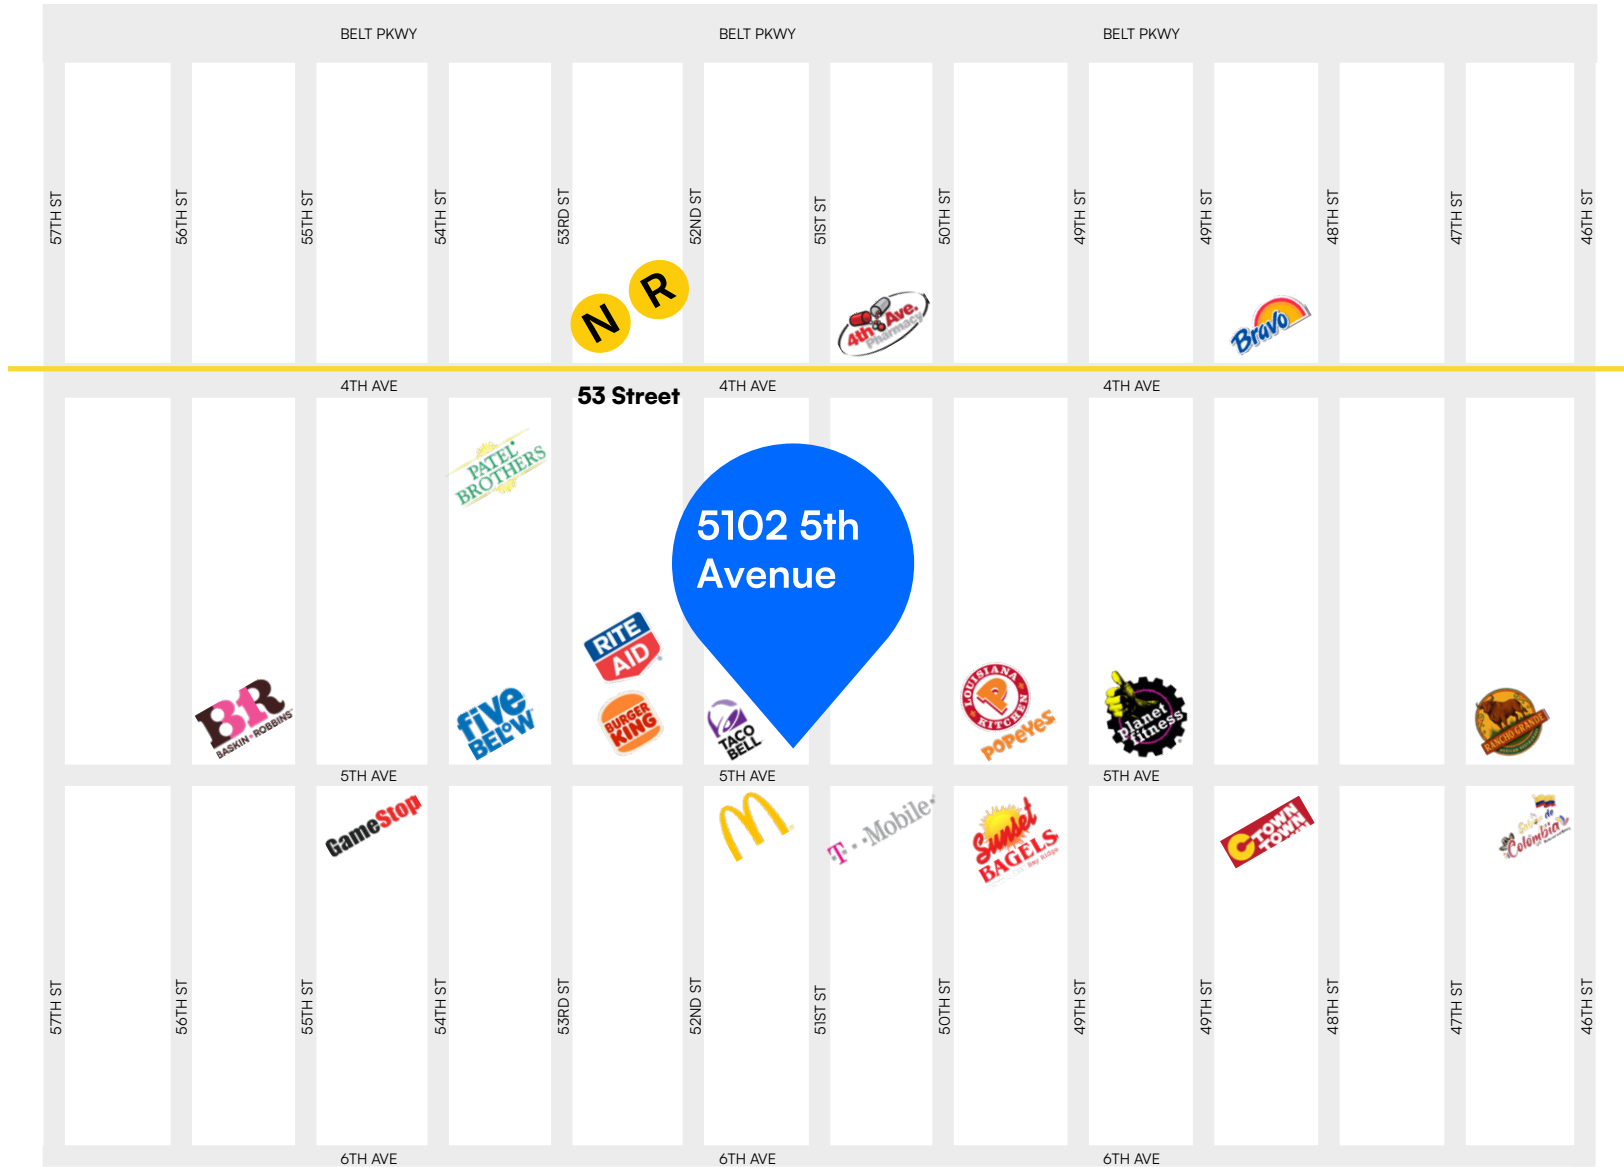 BELT PKWY
BELT PKWY
BELT PKWY
57TH ST
56TH ST
55TH ST
54TH ST
53RD ST
52ND ST
51ST ST
50TH ST
49TH ST
49TH ST
48TH ST
47TH ST
46TH ST
N
R
4th Ave.
Pharmacy
Bravo
4TH AVE
53 Street
4TH AVE
4TH AVE
PATEL
BROTHERS
5102 5th
Avenue
RITE
AID
BR
BASKIN ROBBINS
five
BELOW
BURGER
KING
TACO
BELL
LOUISIANA
KITCHEN
POPEYES
planet
fitness
RANCHO GRANDE
5TH AVE
5TH AVE
5TH AVE
GameStop
T Mobile
Sunset
BAGELS
Bay Ridge
C TOWN
TOWN
de
Colombia
57TH ST
56TH ST
55TH ST
54TH ST
53RD ST
52ND ST
51ST ST
50TH ST
49TH ST
49TH ST
48TH ST
47TH ST
46TH ST
6TH AVE
6TH AVE
6TH AVE